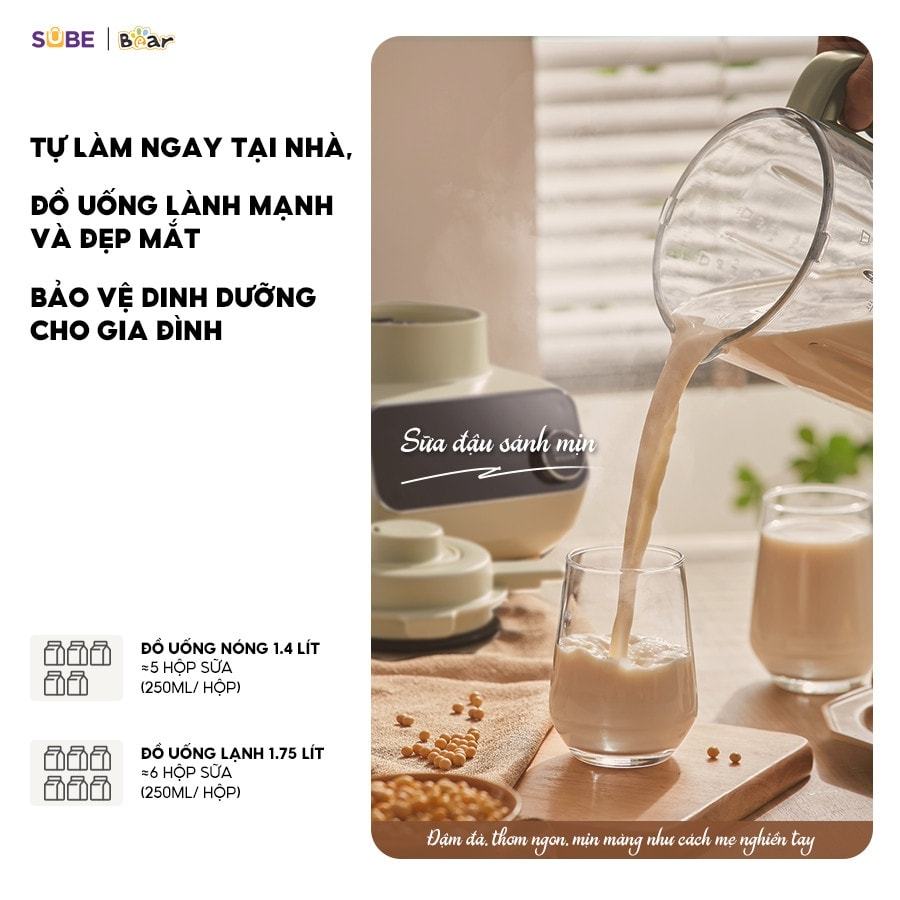 SUBE | Bear
TỰ LÀM NGAY TẠI NHÀ,
ĐỒ UỐNG LÀNH MẠNH
VÀ ĐẸP MẮT
BẢO VỆ DINH DƯỠNG
CHO GIA ĐÌNH
Sữa đậu sánh mịn
ĐỒ UỐNG NÓNG 1.4 LÍT
≈5 HỘP SỮA
(250ML/ HỘP)
ĐỒ UỐNG LẠNH 1.75 LÍT
≈6 HỘP SỮA
(250ML/ HỘP)
Đậm đà, thơm ngon, mịn màng như cách mẹ nghiền tay